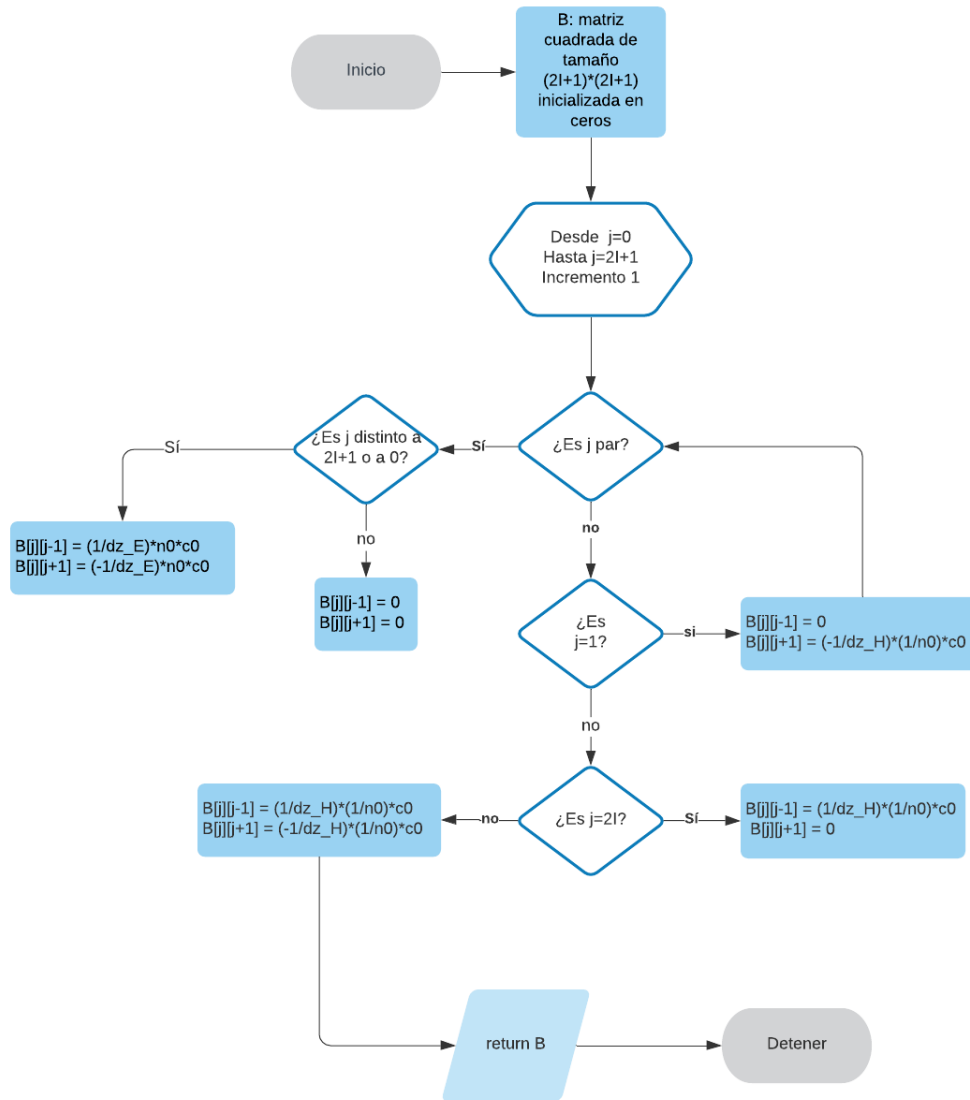 Inicio
B: matriz
cuadrada de
tamaño
(2I+1)*(2I+1)
inicializada en
ceros
Desde j=0
Hasta j=2I+1
Incremento 1
¿Es j par?
Sí
¿Es j distinto a
2I+1 o a 0?
Sí
B[j][j-1] = (1/dz_E)*n0*c0
B[j][j+1] = (-1/dz_E)*n0*c0
no
B[j][j-1] = 0
B[j][j+1] = 0
no
¿Es
j=1?
si
B[j][j-1] = 0
B[j][j+1] = (-1/dz_H)*(1/n0)*c0
no
¿Es j=2I?
Sí
B[j][j-1] = (1/dz_H)*(1/n0)*c0
B[j][j+1] = 0
no
B[j][j-1] = (1/dz_H)*(1/n0)*c0
B[j][j+1] = (-1/dz_H)*(1/n0)*c0
return B
Detener